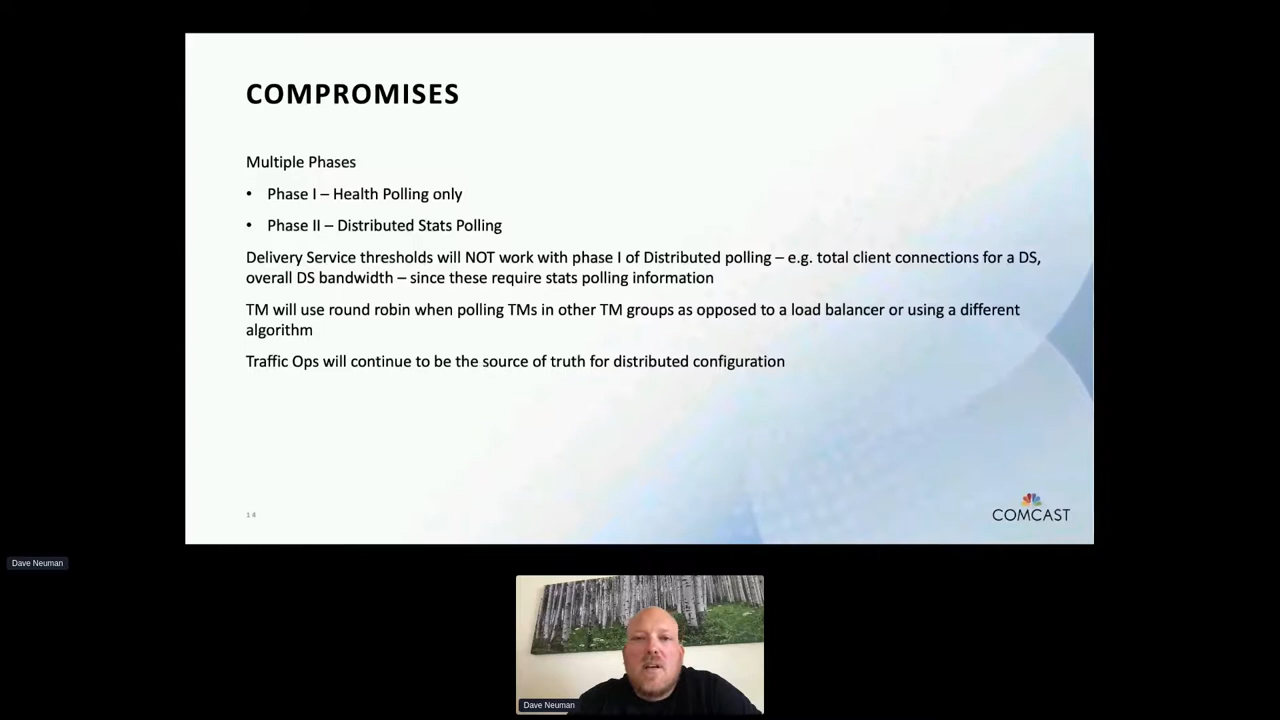 COMPROMISES
Multiple Phases
• Phase I – Health Polling only
• Phase II – Distributed Stats Polling
Delivery Service thresholds will NOT work with phase I of Distributed polling – e.g. total client connections for a DS,
overall DS bandwidth – since these require stats polling information
TM will use round robin when polling TMs in other TM groups as opposed to a load balancer or using a different
algorithm
Traffic Ops will continue to be the source of truth for distributed configuration
14
COMCAST
Dave Neuman
Dave Neuman